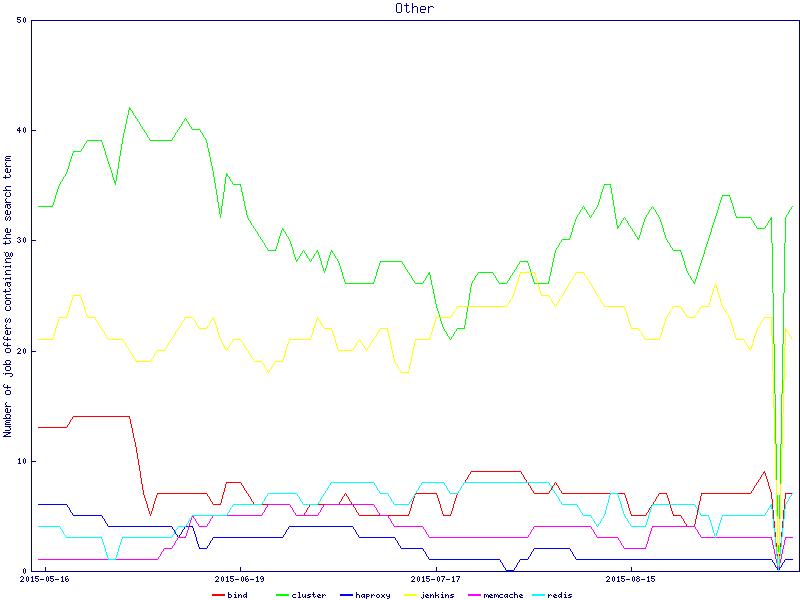 Other
Number of job offers containing the search term
50
40
30
20
10
0
2015-05-16 2015-06-19 2015-07-17 2015-08-15
bind cluster haproxy jenkins memcache redis